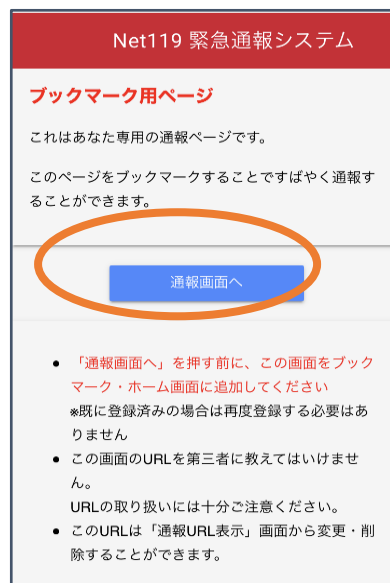 Net119 緊急通報システム
ブックマーク用ページ
これはあなた専用の通報ページです。
このページをブックマークすることですばやく通報す
ることができます。
通報画面へ
• 「通報画面へ」を押す前に、この画面をブック
マーク・ホーム画面に追加してください
※既に登録済みの場合は再度登録する必要はあ
りません
• この画面のURLを第三者に教えてはいけませ
ん。
URLの取り扱いには十分ご注意ください。
• このURLは「通報URL表示」画面から変更・削
除することができます。